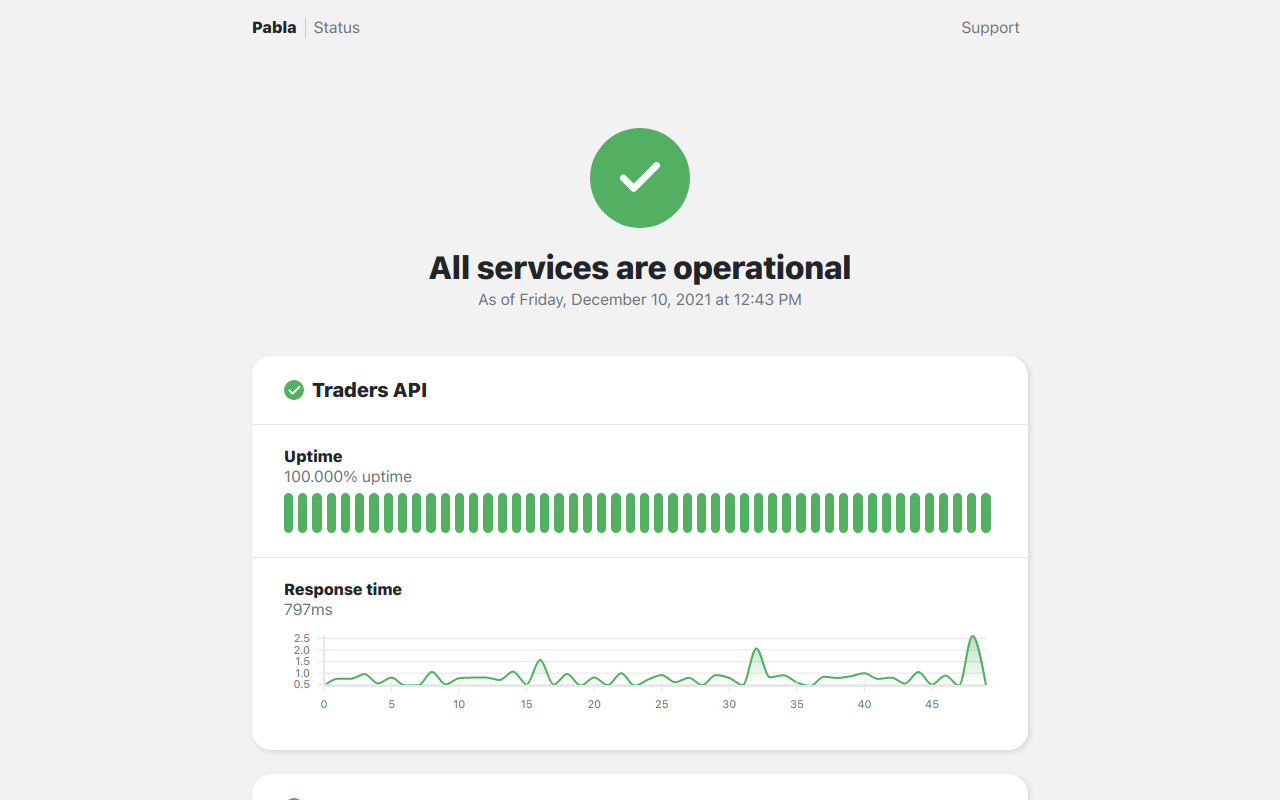 Pabla Status Support
All services are operational
As of Friday, December 10, 2021 at 12:43 PM
Traders API
Uptime
100.000% uptime
Response time
797ms
2.5
2.0
1.5
1.0
0.5
0 5 10 15 20 25 30 35 40 45